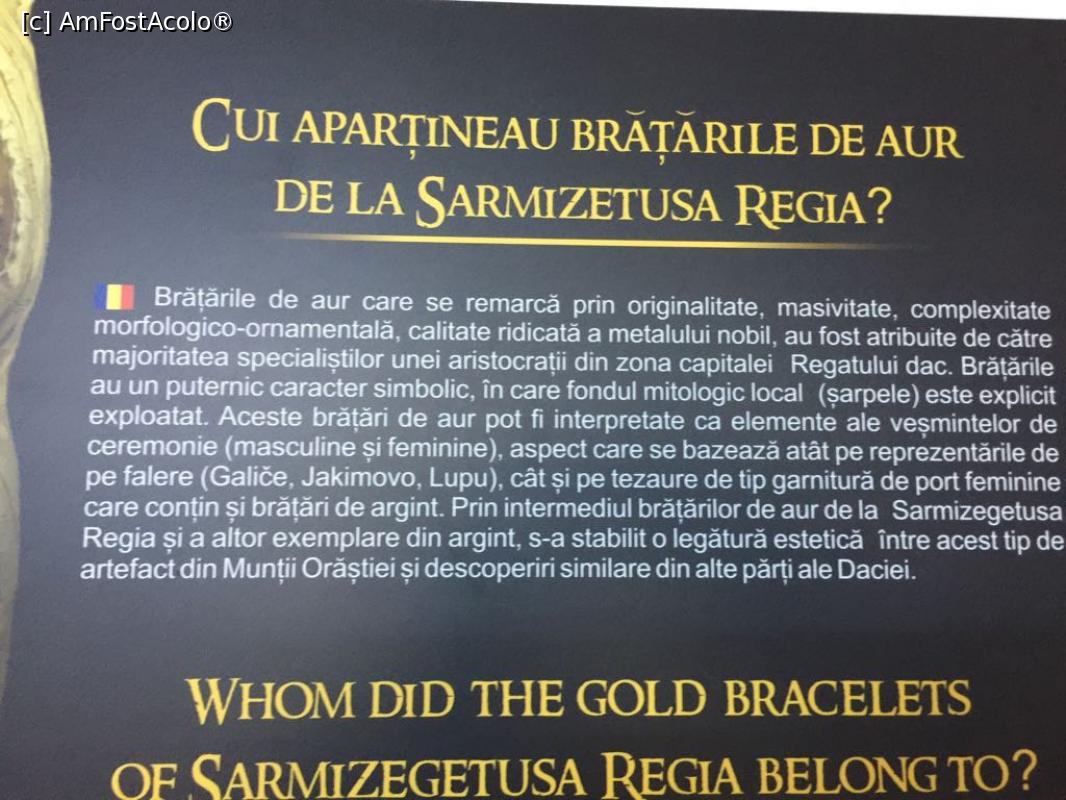 [c] AmFostAcolo®
Cui aparțineau brățările de aur
de la Sarmizetusa Regia?
Brățările de aur care se remarcă prin originalitate, masivitate, complexitate
morfologico-ornamentală, calitate ridicată a metalului nobil, au fost atribuite de către
majoritatea specialiștilor unei aristocrații din zona capitalei Regatului dac. Brățările
au un puternic caracter simbolic, în care fondul mitologic local (șarpele) este explicit
exploatat. Aceste brățări de aur pot fi interpretate ca elemente ale veșmintelor de
ceremonie (masculine și feminine), aspect care se bazează atât pe reprezentările de
pe falere (Galiče, Jakimovo, Lupu), cât și pe tezaure de tip garnitură de port feminine
care conțin și brățări de argint. Prin intermediul brățărilor de aur de la Sarmizegetusa
Regia și a altor exemplare din argint, s-a stabilit o legătură estetică între acest tip de
artefact din Munții Orăștiei și descoperiri similare din alte părți ale Daciei.
Whom did the gold bracelets
of Sarmizegetusa Regia belong to?